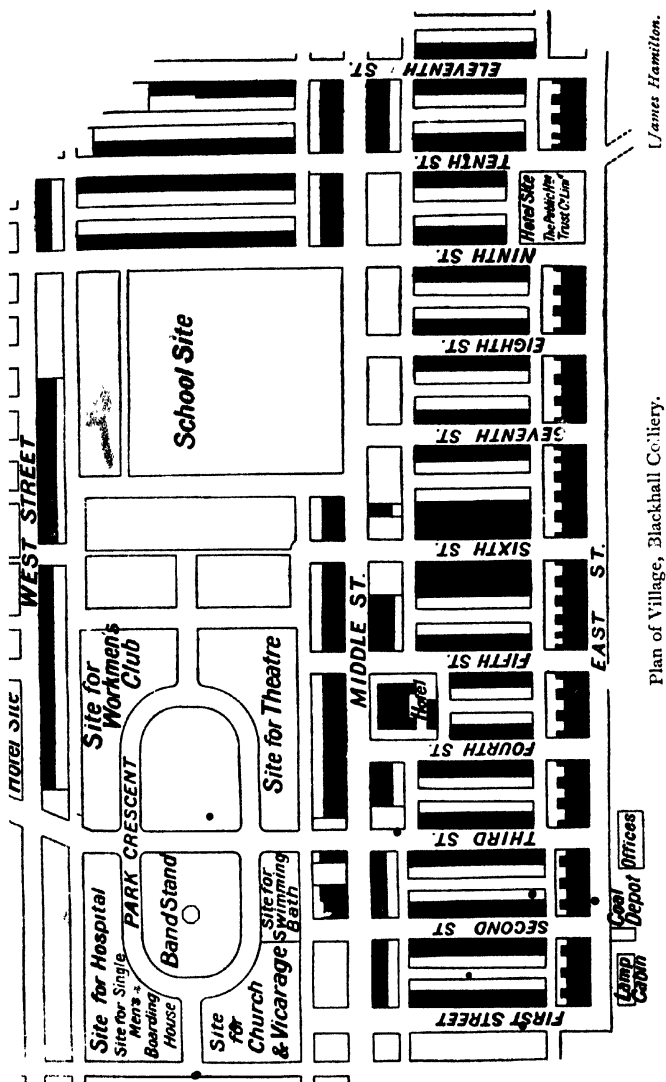 Hotel Site
WEST STREET
Site for Hospital
Site for Single
Men's
Boarding
House
PARK CRESCENT
Band Stand
Site
for
Church
& Vicarage
Site for
Swimming
Bath
Site for
Workmen's
Club
Site for Theatre
School Site
MIDDLE ST.
Hotel
FIRST STREET
SECOND ST
THIRD ST.
FOURTH ST.
FIFTH ST.
SIXTH ST.
SEVENTH ST.
EIGHTH ST.
NINTH ST.
TENTH ST.
ELEVENTH ST.
Hotel Site
The Public Hse
Trust Co Limd
EAST ST.
Lamp
Cabin
Coal
Depot
Offices
Plan of Village, Blackhall Colliery.
[James Hamilton.